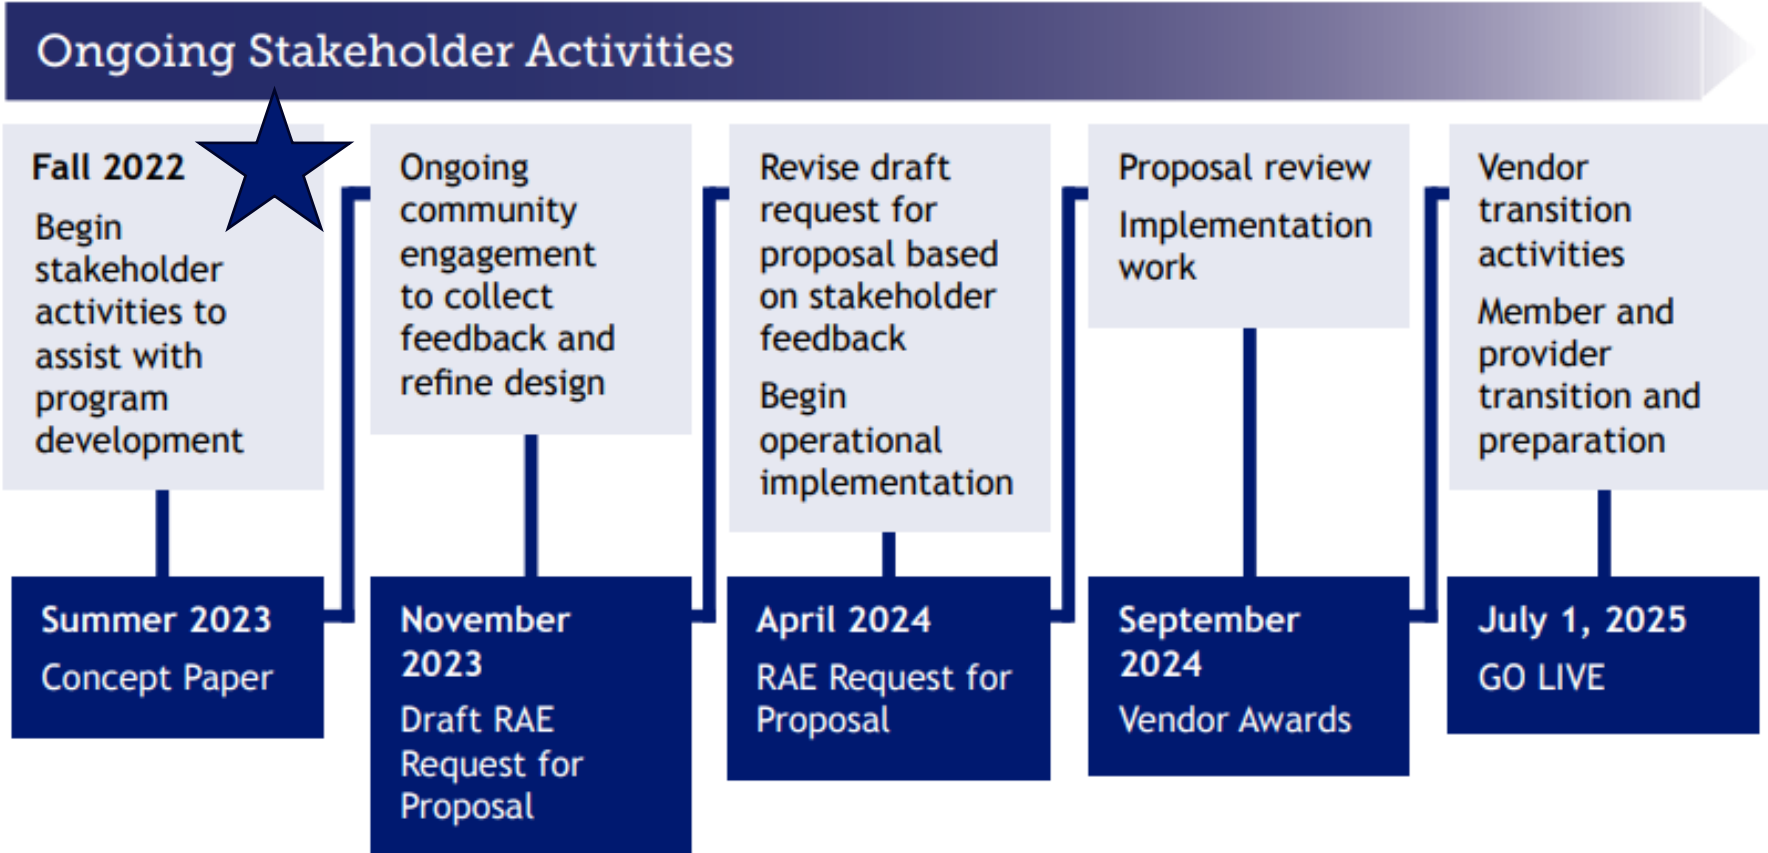 Ongoing Stakeholder Activities
Fall 2022
Begin
stakeholder
activities to
assist with
program
development
Summer 2023
Concept Paper
Ongoing
community
engagement
to collect
feedback and
refine design
November
2023
Draft RAE
Request for
Proposal
Revise draft
request for
proposal based
on stakeholder
feedback
Begin
operational
implementation
April 2024
RAE Request for
Proposal
Proposal review
Implementation
work
September
2024
Vendor Awards
Vendor
transition
activities
Member and
provider
transition and
preparation
July 1, 2025
GO LIVE